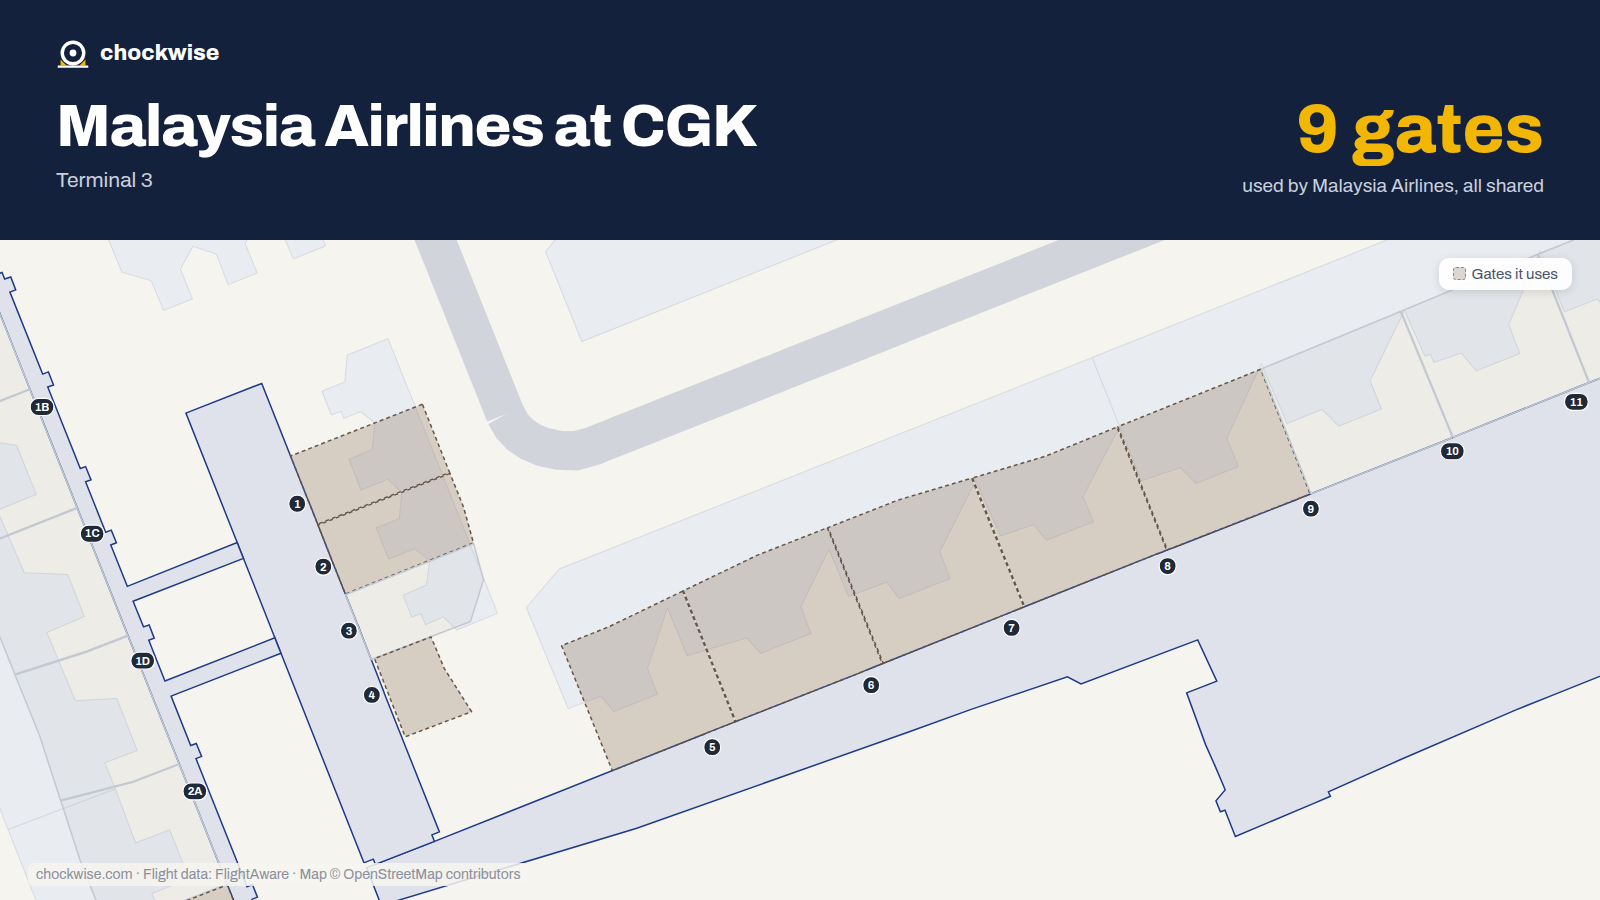 chockwise
Malaysia Airlines at CGK
Terminal 3
9 gates
used by Malaysia Airlines, all shared
Gates it uses
1B
11
10
1
1C
9
2
8
3
7
1D
6
4
5
2A
chockwise.com · Flight data: FlightAware · Map © OpenStreetMap contributors